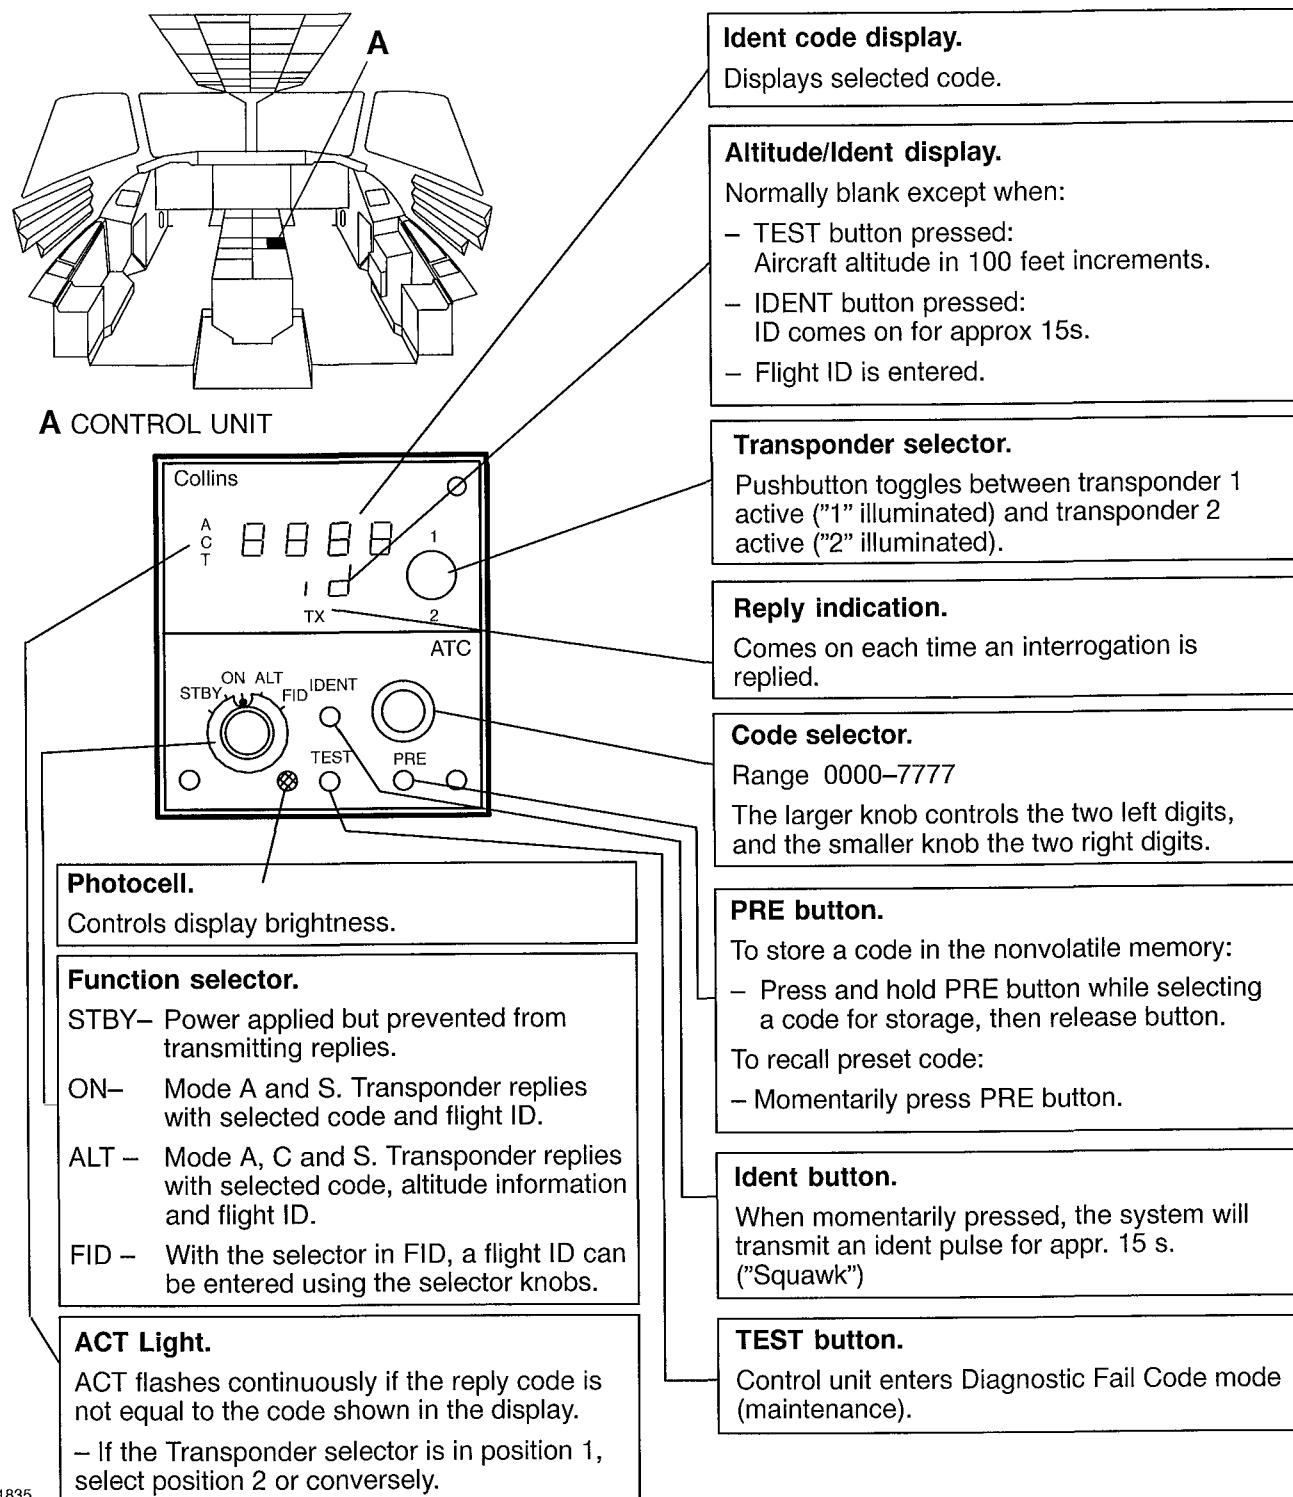 A
A CONTROL UNIT
Collins
A
C
T
8 8 8 8
1
I d
TX
2
ATC
STBY
ON ALT
FID
IDENT
TEST
PRE
Photocell.
Controls display brightness.
Function selector.
STBY– Power applied but prevented from
transmitting replies.
ON– Mode A and S. Transponder replies
with selected code and flight ID.
ALT – Mode A, C and S. Transponder replies
with selected code, altitude information
and flight ID.
FID – With the selector in FID, a flight ID can
be entered using the selector knobs.
ACT Light.
ACT flashes continuously if the reply code is
not equal to the code shown in the display.
– If the Transponder selector is in position 1,
select position 2 or conversely.
Ident code display.
Displays selected code.
Altitude/Ident display.
Normally blank except when:
– TEST button pressed:
Aircraft altitude in 100 feet increments.
– IDENT button pressed:
ID comes on for approx 15s.
– Flight ID is entered.
Transponder selector.
Pushbutton toggles between transponder 1
active ("1" illuminated) and transponder 2
active ("2" illuminated).
Reply indication.
Comes on each time an interrogation is
replied.
Code selector.
Range 0000–7777
The larger knob controls the two left digits,
and the smaller knob the two right digits.
PRE button.
To store a code in the nonvolatile memory:
– Press and hold PRE button while selecting
a code for storage, then release button.
To recall preset code:
– Momentarily press PRE button.
Ident button.
When momentarily pressed, the system will
transmit an ident pulse for appr. 15 s.
("Squawk")
TEST button.
Control unit enters Diagnostic Fail Code mode
(maintenance).